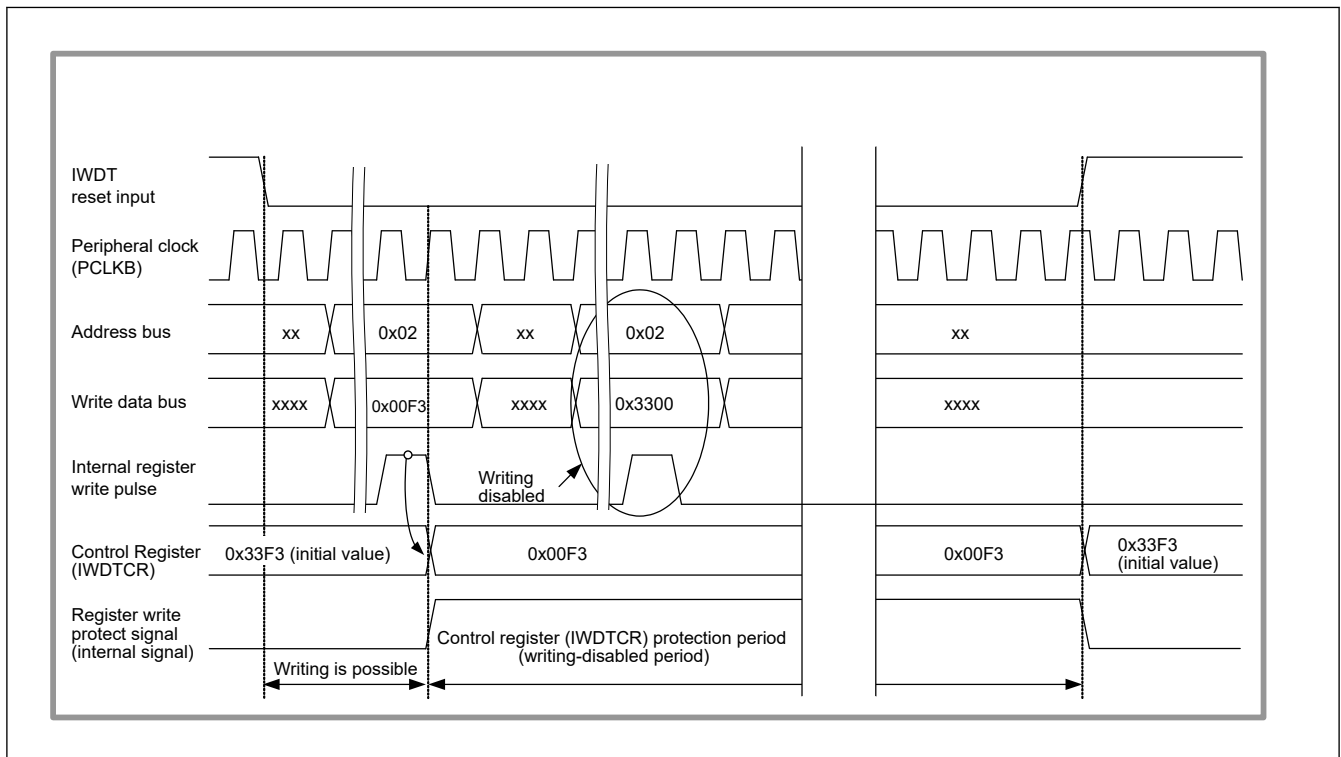 IWDT
reset input
Peripheral clock
(PCLKB)
Address bus
xx
0x02
xx
0x02
xx
Write data bus
xxxx
0x00F3
xxxx
0x3300
xxxx
Internal register
write pulse
Writing
disabled
Control Register
(IWDTCR)
0x33F3 (initial value)
0x00F3
0x00F3
0x33F3
(initial value)
Register write
protect signal
(internal signal)
Writing is possible
Control register (IWDTCR) protection period
(writing-disabled period)